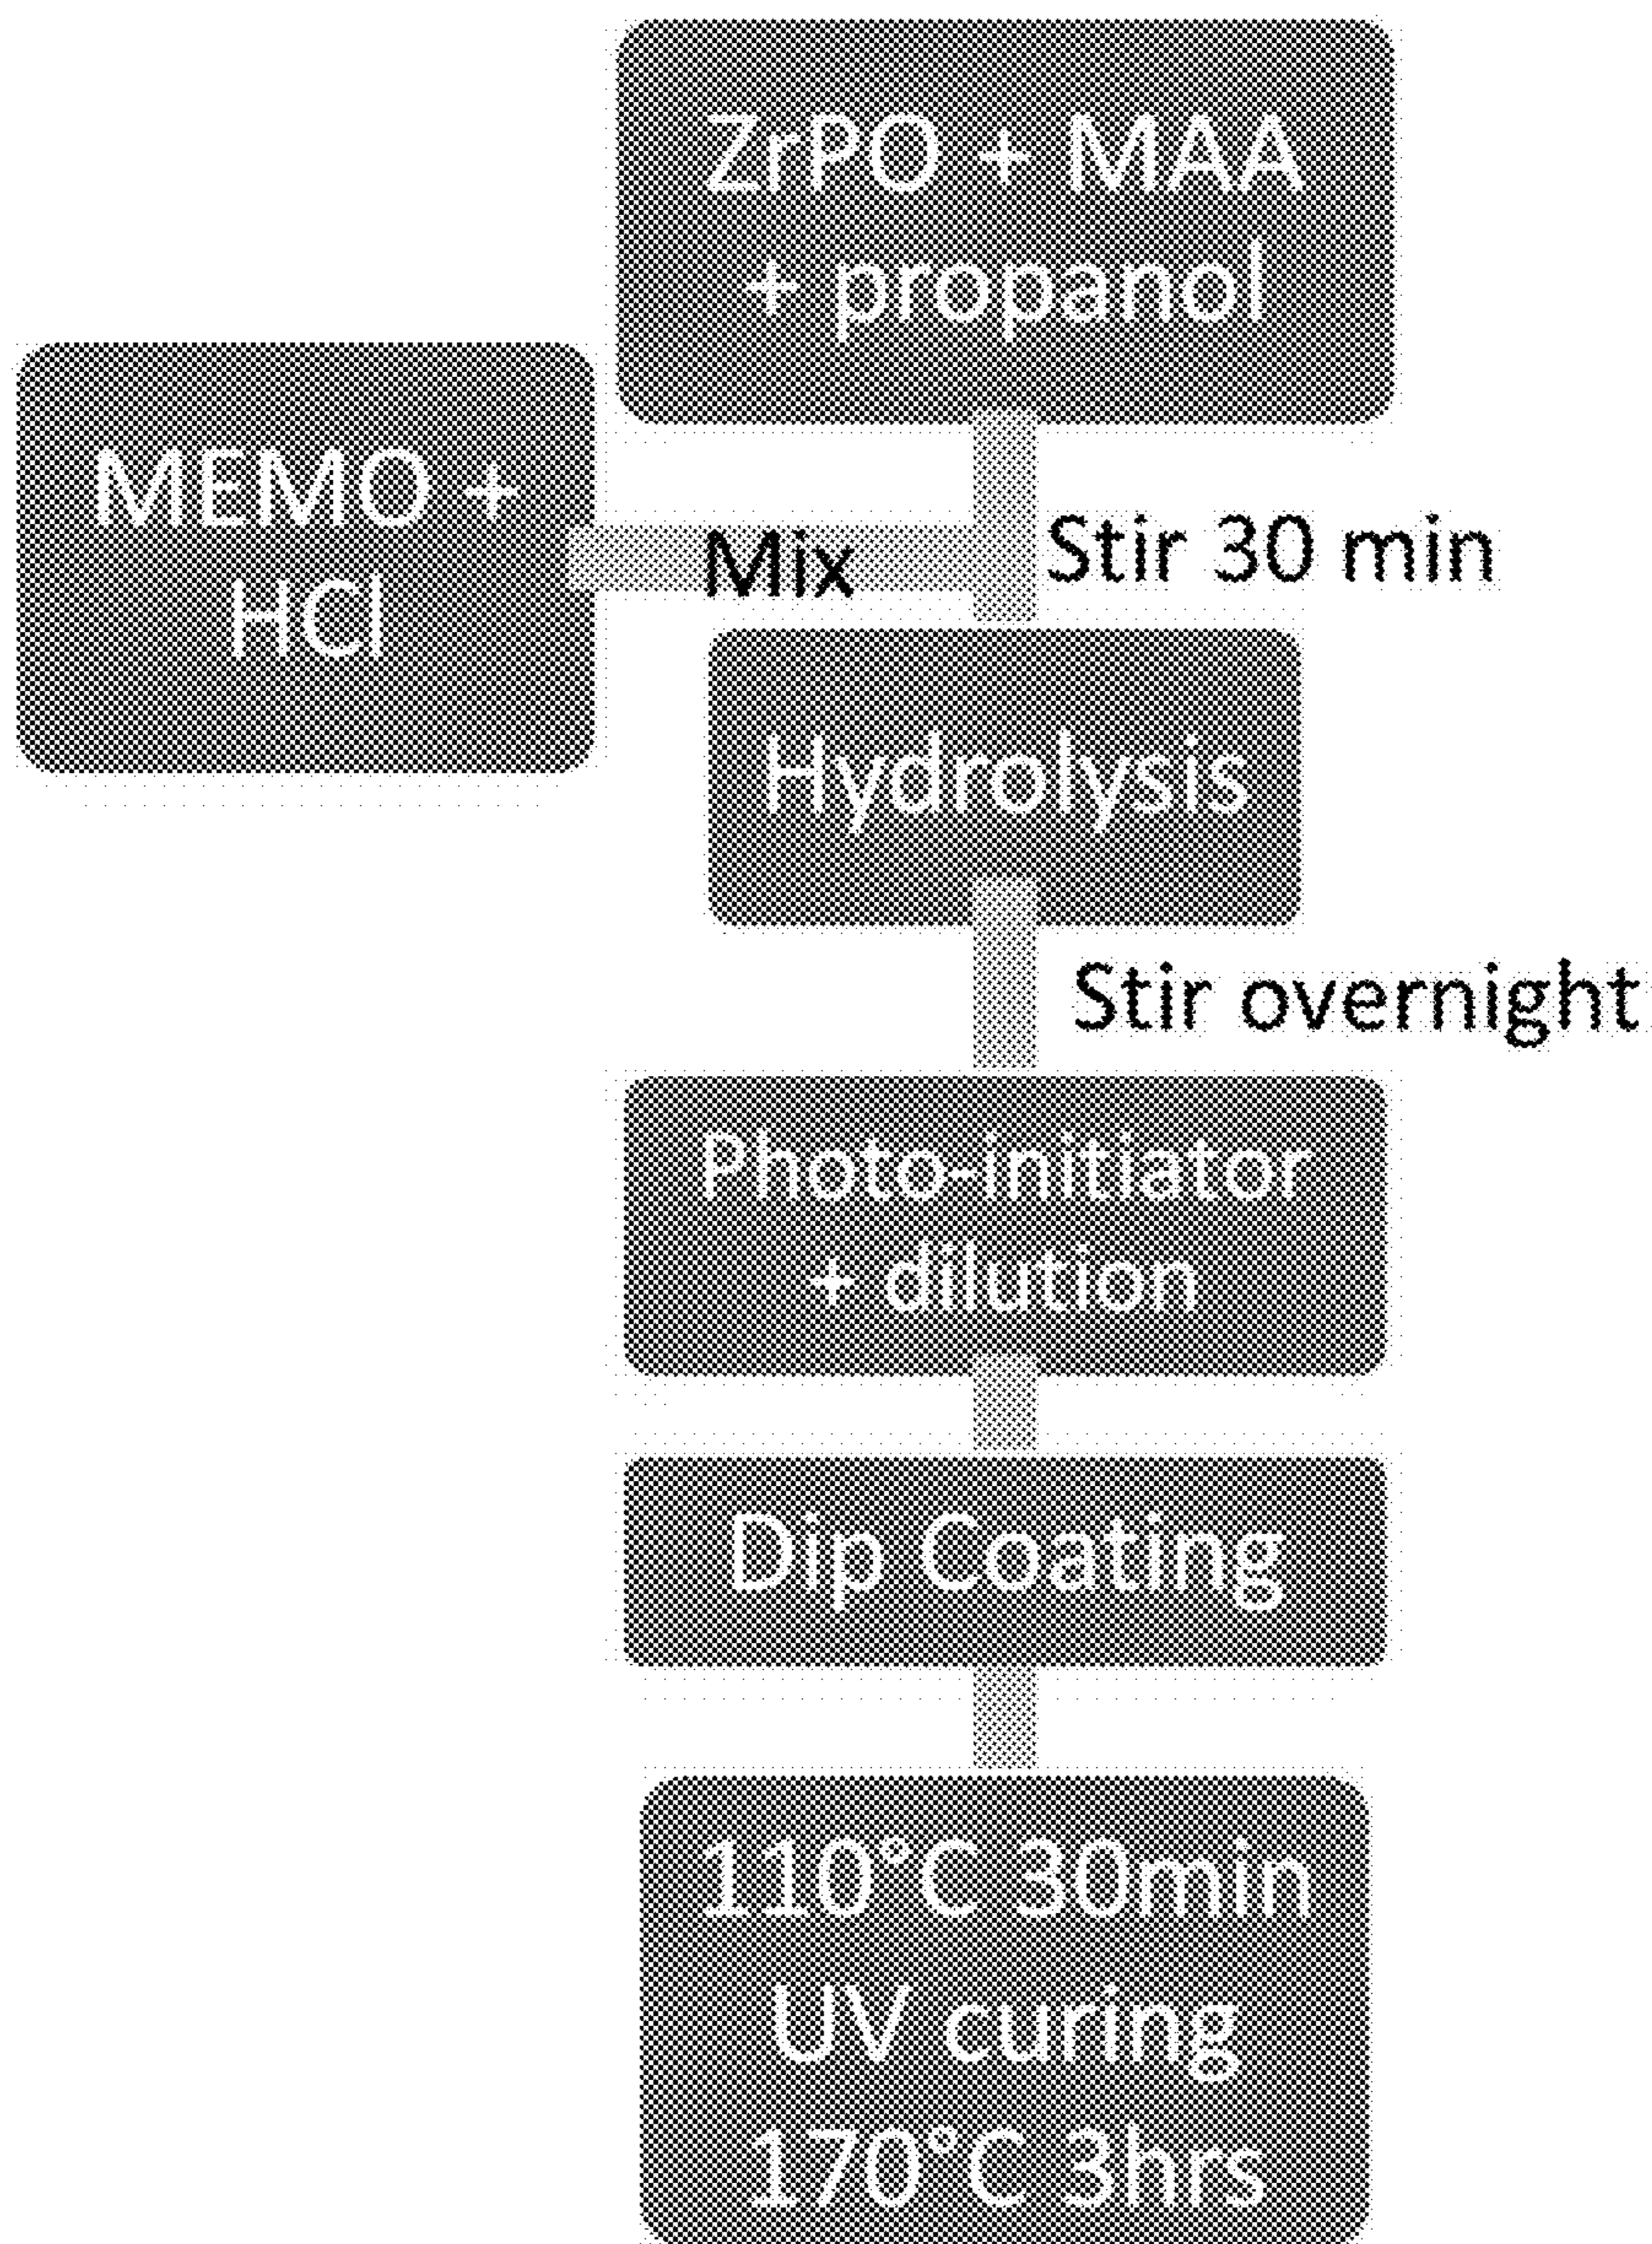 ZrPO + MAA
+ propanol
MEMO +
HCl
Mix
Stir 30 min
Hydrolysis
Stir overnight
Photo-initiator
+ dilution
Dip Coating
110°C 30min
UV curing
170°C 3hrs